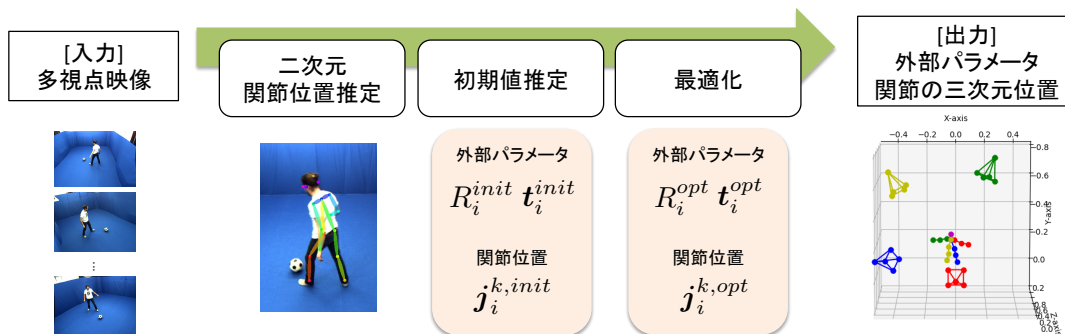 [入力]
多視点映像
⋮
二次元
関節位置推定
初期値推定
外部パラメータ
R_i^{init} t_i^{init}
関節位置
j_i^{k,init}
最適化
外部パラメータ
R_i^{opt} t_i^{opt}
関節位置
j_i^{k,opt}
[出力]
外部パラメータ
関節の三次元位置
X-axis
−0.4 −0.2 0.0 0.2 0.4
−0.8
−0.6
−0.4
Y-axis
−0.2
0.0
0.2